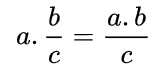 a. b/c = a.b/c